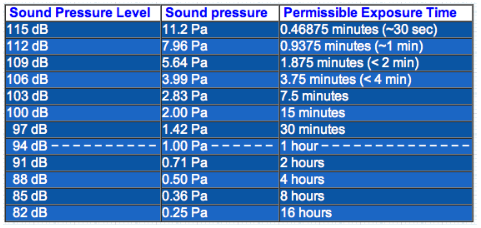 Sound Pressure Level Sound pressure Permissible Exposure Time
115 dB 11.2 Pa 0.46875 minutes (~30 sec)
112 dB 7.96 Pa 0.9375 minutes (~1 min)
109 dB 5.64 Pa 1.875 minutes (< 2 min)
106 dB 3.99 Pa 3.75 minutes (< 4 min)
103 dB 2.83 Pa 7.5 minutes
100 dB 2.00 Pa 15 minutes
97 dB 1.42 Pa 30 minutes
94 dB – – – – – – – – – – – 1.00 Pa – – – – – – – 1 hour – – – – – – – – – – – – – – –
91 dB 0.71 Pa 2 hours
88 dB 0.50 Pa 4 hours
85 dB 0.36 Pa 8 hours
82 dB 0.25 Pa 16 hours